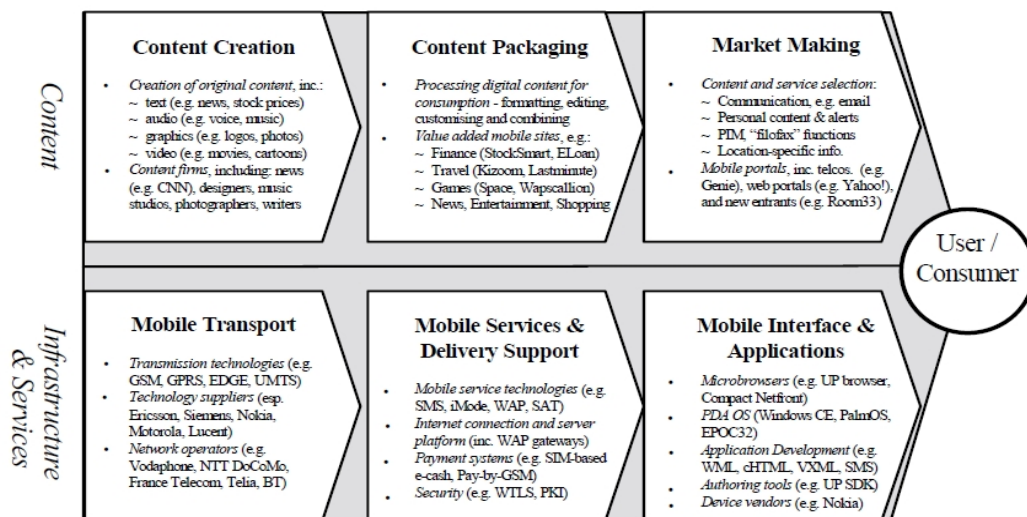 Content
Content Creation
• Creation of original content, inc.:
~ text (e.g. news, stock prices)
~ audio (e.g. voice, music)
~ graphics (e.g. logos, photos)
~ video (e.g. movies, cartoons)
• Content firms, including: news
(e.g. CNN), designers, music
studios, photographers, writers
Content Packaging
• Processing digital content for
consumption - formatting, editing,
customising and combining
• Value added mobile sites, e.g.:
~ Finance (StockSmart, ELoan)
~ Travel (Kizoom, Lastminute)
~ Games (Space, Wapscallion)
~ News, Entertainment, Shopping
Market Making
• Content and service selection:
~ Communication, e.g. email
~ Personal content & alerts
~ PIM, “filofax” functions
~ Location-specific info.
• Mobile portals, inc. telcos. (e.g.
Genie), web portals (e.g. Yahoo!),
and new entrants (e.g. Room33)
User /
Consumer
Infrastructure
& Services
Mobile Transport
• Transmission technologies (e.g.
GSM, GPRS, EDGE, UMTS)
• Technology suppliers (esp.
Ericsson, Siemens, Nokia,
Motorola, Lucent)
• Network operators (e.g.
Vodaphone, NTT DoCoMo,
France Telecom, Telia, BT)
Mobile Services &
Delivery Support
• Mobile service technologies (e.g.
SMS, iMode, WAP, SAT)
• Internet connection and server
platform (inc. WAP gateways)
• Payment systems (e.g. SIM-based
e-cash, Pay-by-GSM)
• Security (e.g. WTLS, PKI)
Mobile Interface &
Applications
• Microbrowsers (e.g. UP browser,
Compact Netfront)
• PDA OS (Windows CE, PalmOS,
EPOC32)
• Application Development (e.g.
WML, cHTML, VXML, SMS)
• Authoring tools (e.g. UP SDK)
• Device vendors (e.g. Nokia)